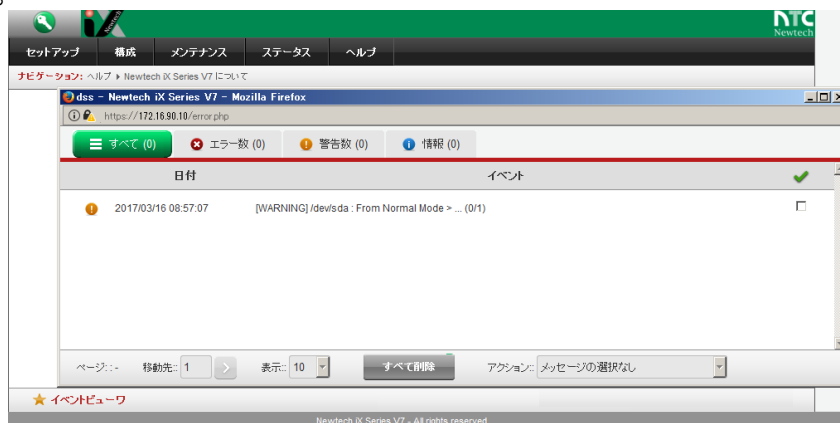 iX Newtech
NTC
Newtech
セットアップ 構成 メンテナンス ステータス ヘルプ
ナビゲーション: ヘルプ ▸ Newtech iX Series V7 について
dss - Newtech iX Series V7 - Mozilla Firefox
https://172.16.90.10/error.php
すべて (0) エラー数 (0) 警告数 (0) 情報 (0)
日付 イベント
2017/03/16 08:57:07 [WARNING] /dev/sda : From Normal Mode > ... (0/1)
ページ:: - 移動先:: 1 表示:: 10 すべて削除 アクション:: メッセージの選択なし
イベントビューワ
Newtech iX Series V7 - All rights reserved